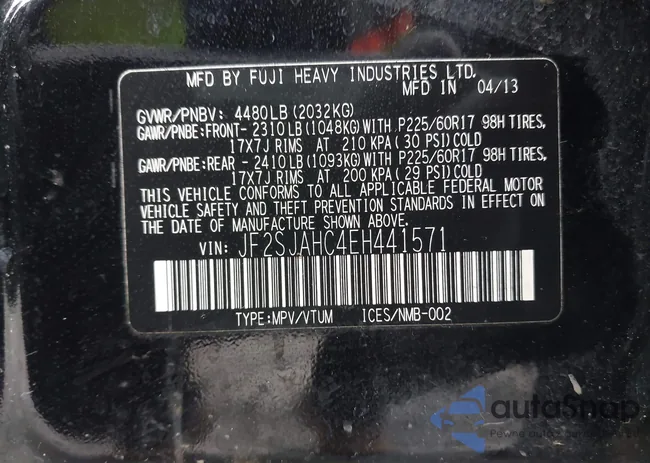 MFD BY FUJI HEAVY INDUSTRIES LTD.
MFD IN 04/13
GVWR/PNBV: 4480LB(2032KG)
GAWR/PNBE:FRONT-2310LB(1048KG)WITH P225/60R17 98H TIRES,
17X7J RIMS AT 210 KPA(30 PSI)COLD
GAWR/PNBE:REAR -2410LB(1093KG)WITH P225/60R17 98H TIRES,
17X7J RIMS AT 200 KPA(29 PSI)COLD
THIS VEHICLE CONFORMS TO ALL APPLICABLE FEDERAL MOTOR
VEHICLE SAFETY AND THEFT PREVENTION STANDARDS IN EFFECT ON
THE DATE OF MANUFACTURE SHOWN ABOVE.
VIN: JF2SJAHC4EH441571
TYPE:MPV/VTUM ICES/NMB-002
autoSnap